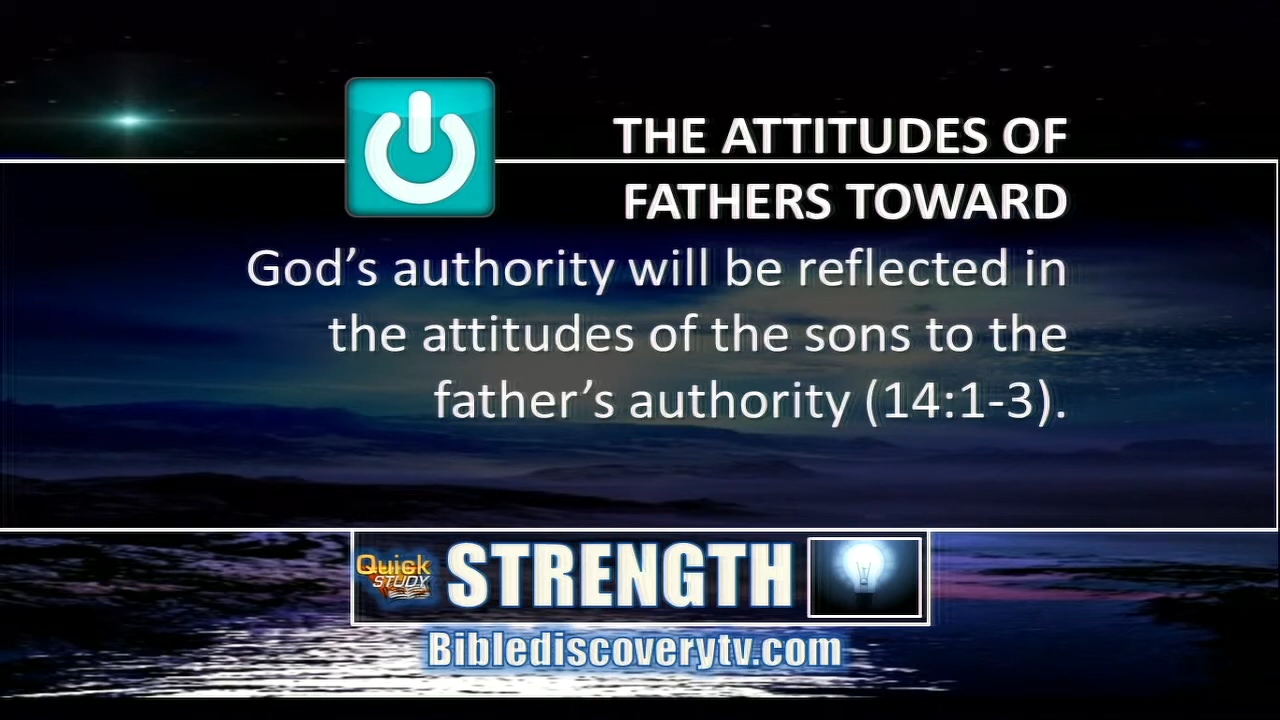 THE ATTITUDES OF
FATHERS TOWARD
God’s authority will be reflected in
the attitudes of the sons to the
father’s authority (14:1-3).
Quick
STUDY
STRENGTH
Biblediscoverytv.com